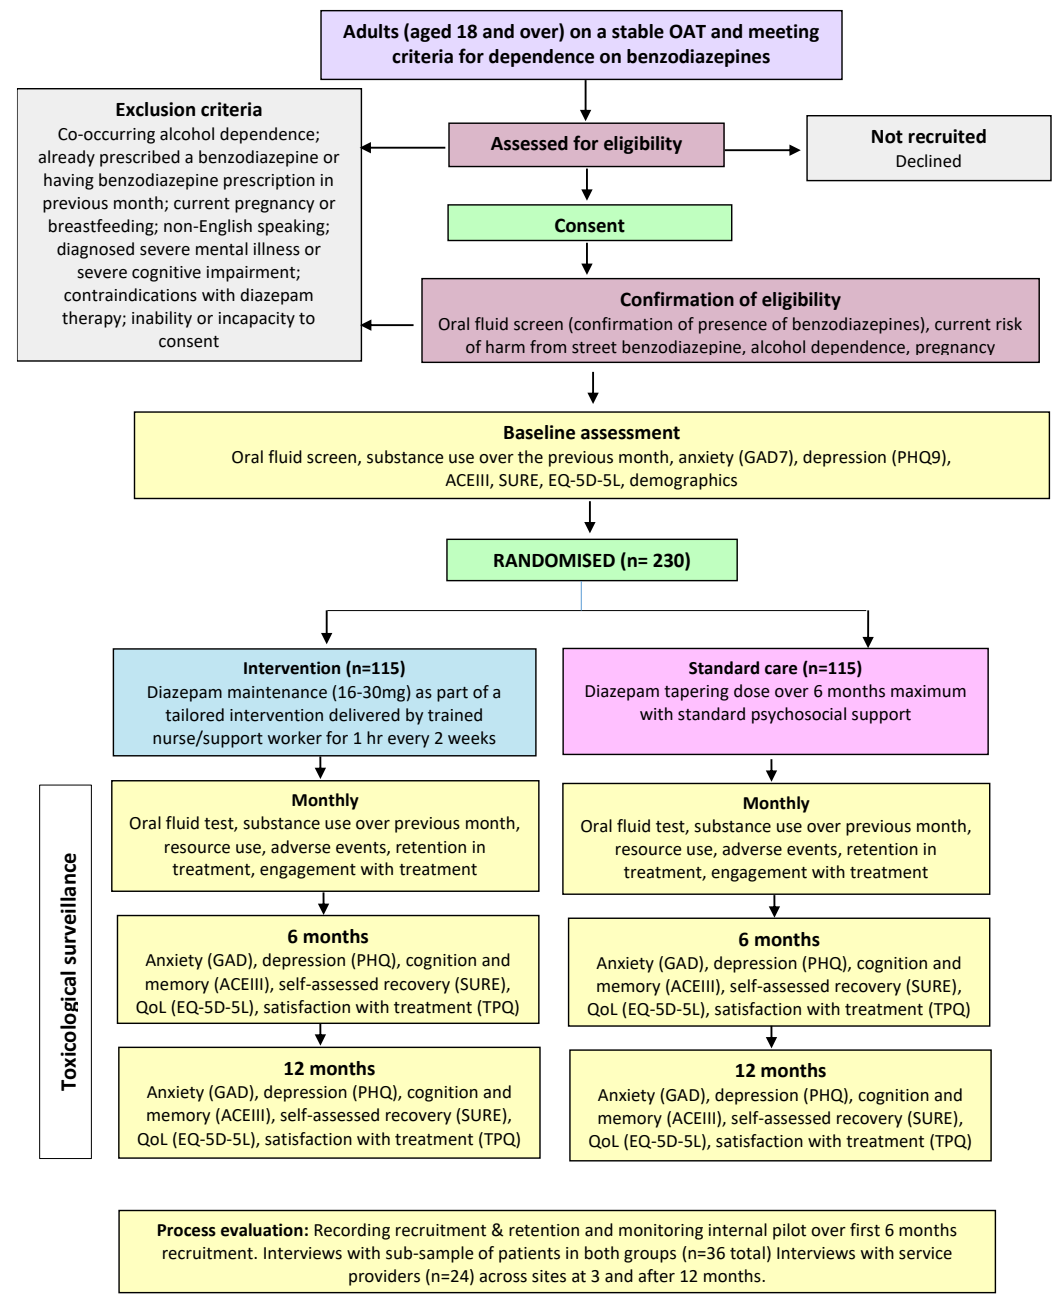 Adults (aged 18 and over) on a stable OAT and meeting
criteria for dependence on benzodiazepines
Exclusion criteria
Co-occurring alcohol dependence;
already prescribed a benzodiazepine or
having benzodiazepine prescription in
previous month; current pregnancy or
breastfeeding; non-English speaking;
diagnosed severe mental illness or
severe cognitive impairment;
contraindications with diazepam
therapy; inability or incapacity to
consent
Assessed for eligibility
Not recruited
Declined
Consent
Confirmation of eligibility
Oral fluid screen (confirmation of presence of benzodiazepines), current risk
of harm from street benzodiazepine, alcohol dependence, pregnancy
Baseline assessment
Oral fluid screen, substance use over the previous month, anxiety (GAD7), depression (PHQ9),
ACEIII, SURE, EQ-5D-5L, demographics
RANDOMISED (n= 230)
Intervention (n=115)
Diazepam maintenance (16-30mg) as part of a
tailored intervention delivered by trained
nurse/support worker for 1 hr every 2 weeks
Standard care (n=115)
Diazepam tapering dose over 6 months maximum
with standard psychosocial support
Toxicological surveillance
Monthly
Oral fluid test, substance use over previous month,
resource use, adverse events, retention in
treatment, engagement with treatment
Monthly
Oral fluid test, substance use over previous month,
resource use, adverse events, retention in
treatment, engagement with treatment
6 months
Anxiety (GAD), depression (PHQ), cognition and
memory (ACEIII), self-assessed recovery (SURE),
QoL (EQ-5D-5L), satisfaction with treatment (TPQ)
6 months
Anxiety (GAD), depression (PHQ), cognition and
memory (ACEIII), self-assessed recovery (SURE),
QoL (EQ-5D-5L), satisfaction with treatment (TPQ)
12 months
Anxiety (GAD), depression (PHQ), cognition and
memory (ACEIII), self-assessed recovery (SURE),
QoL (EQ-5D-5L), satisfaction with treatment (TPQ)
12 months
Anxiety (GAD), depression (PHQ), cognition and
memory (ACEIII), self-assessed recovery (SURE),
QoL (EQ-5D-5L), satisfaction with treatment (TPQ)
Process evaluation: Recording recruitment & retention and monitoring internal pilot over first 6 months
recruitment. Interviews with sub-sample of patients in both groups (n=36 total) Interviews with service
providers (n=24) across sites at 3 and after 12 months.